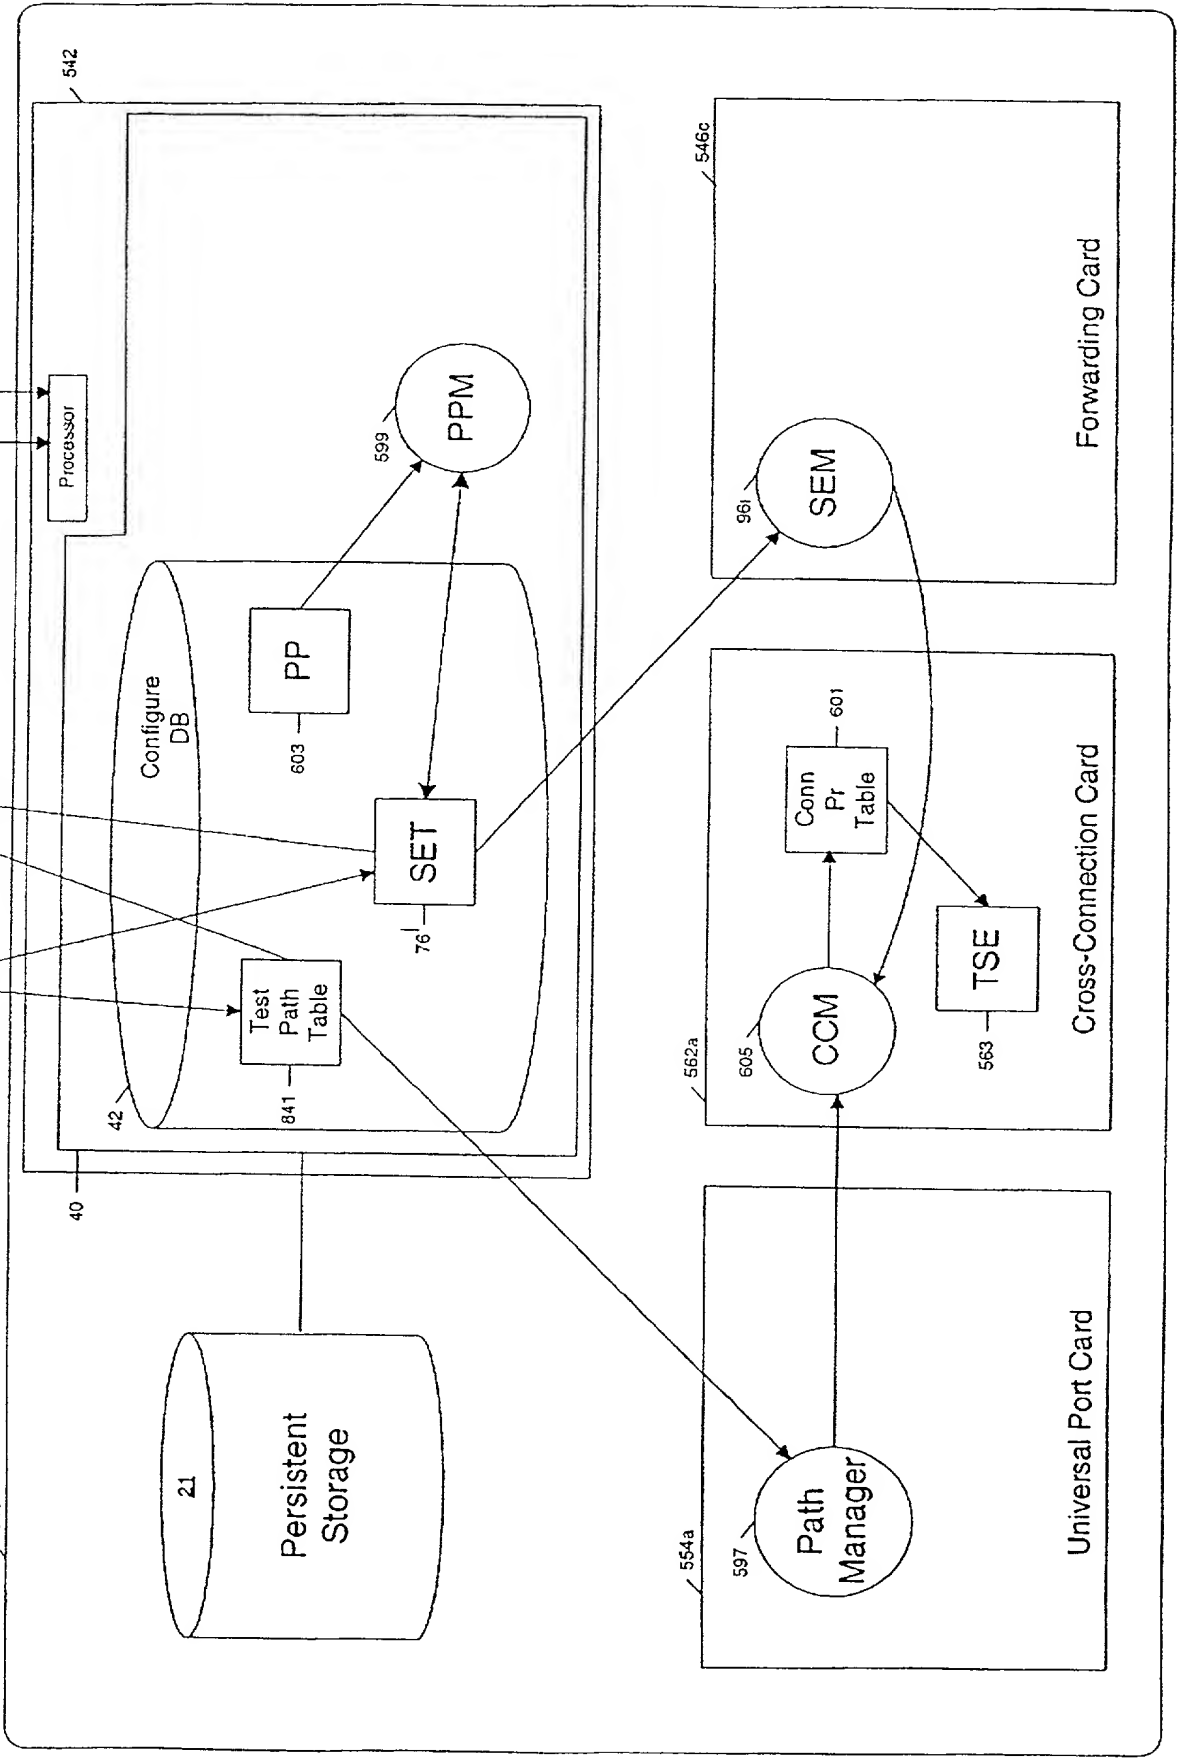 542
Processor
Configure
DB
42
40
PP
603
599
PPM
SET
76'
Test
Path
Table
841
21
Persistent
Storage
546c
961
SEM
Forwarding Card
562a
605
CCM
Conn
Pr
Table
601
TSE
563
Cross-Connection Card
554a
597
Path
Manager
Universal Port Card